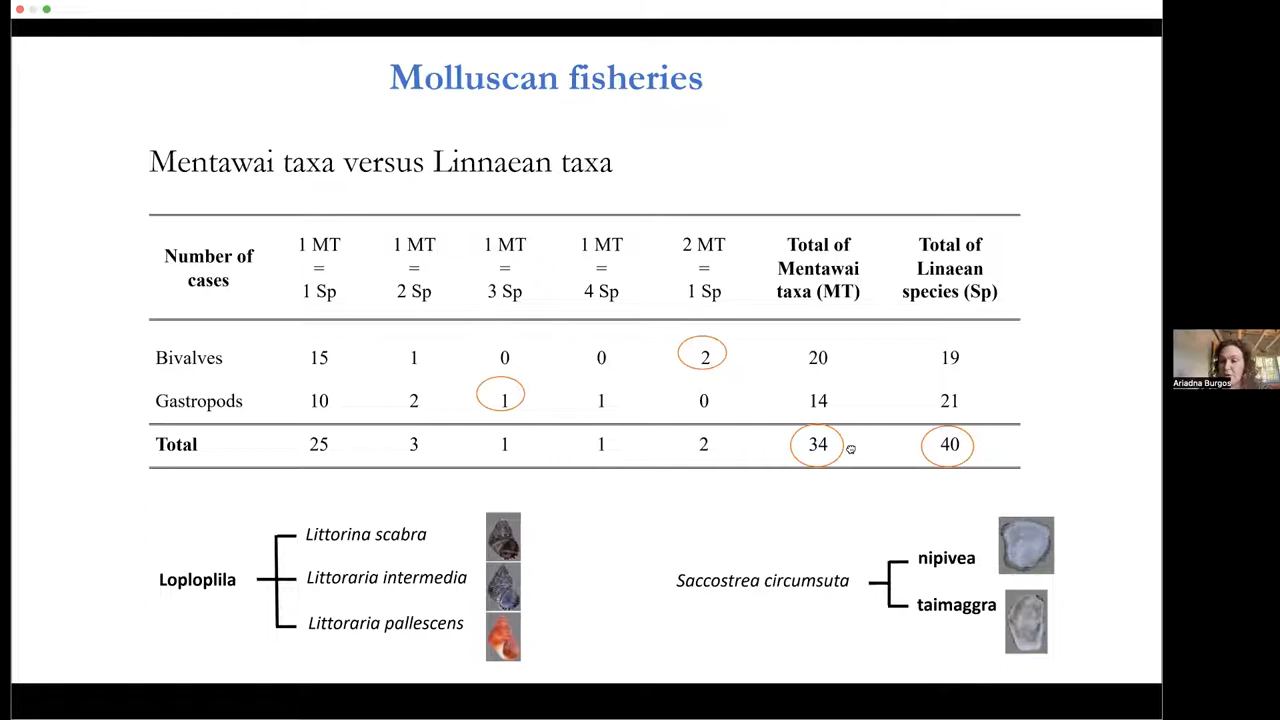 Molluscan fisheries
Mentawai taxa versus Linnaean taxa
Number of cases 1 MT = 1 Sp 1 MT = 2 Sp 1 MT = 3 Sp 1 MT = 4 Sp 2 MT = 1 Sp Total of Mentawai taxa (MT) Total of Linaean species (Sp)
Bivalves 15 1 0 0 2 20 19
Gastropods 10 2 1 1 0 14 21
Total 25 3 1 1 2 34 40
Loploplila
Littorina scabra
Littoraria intermedia
Littoraria pallescens
Saccostrea circumsuta
nipivea
taimaggra
Ariadna Burgos